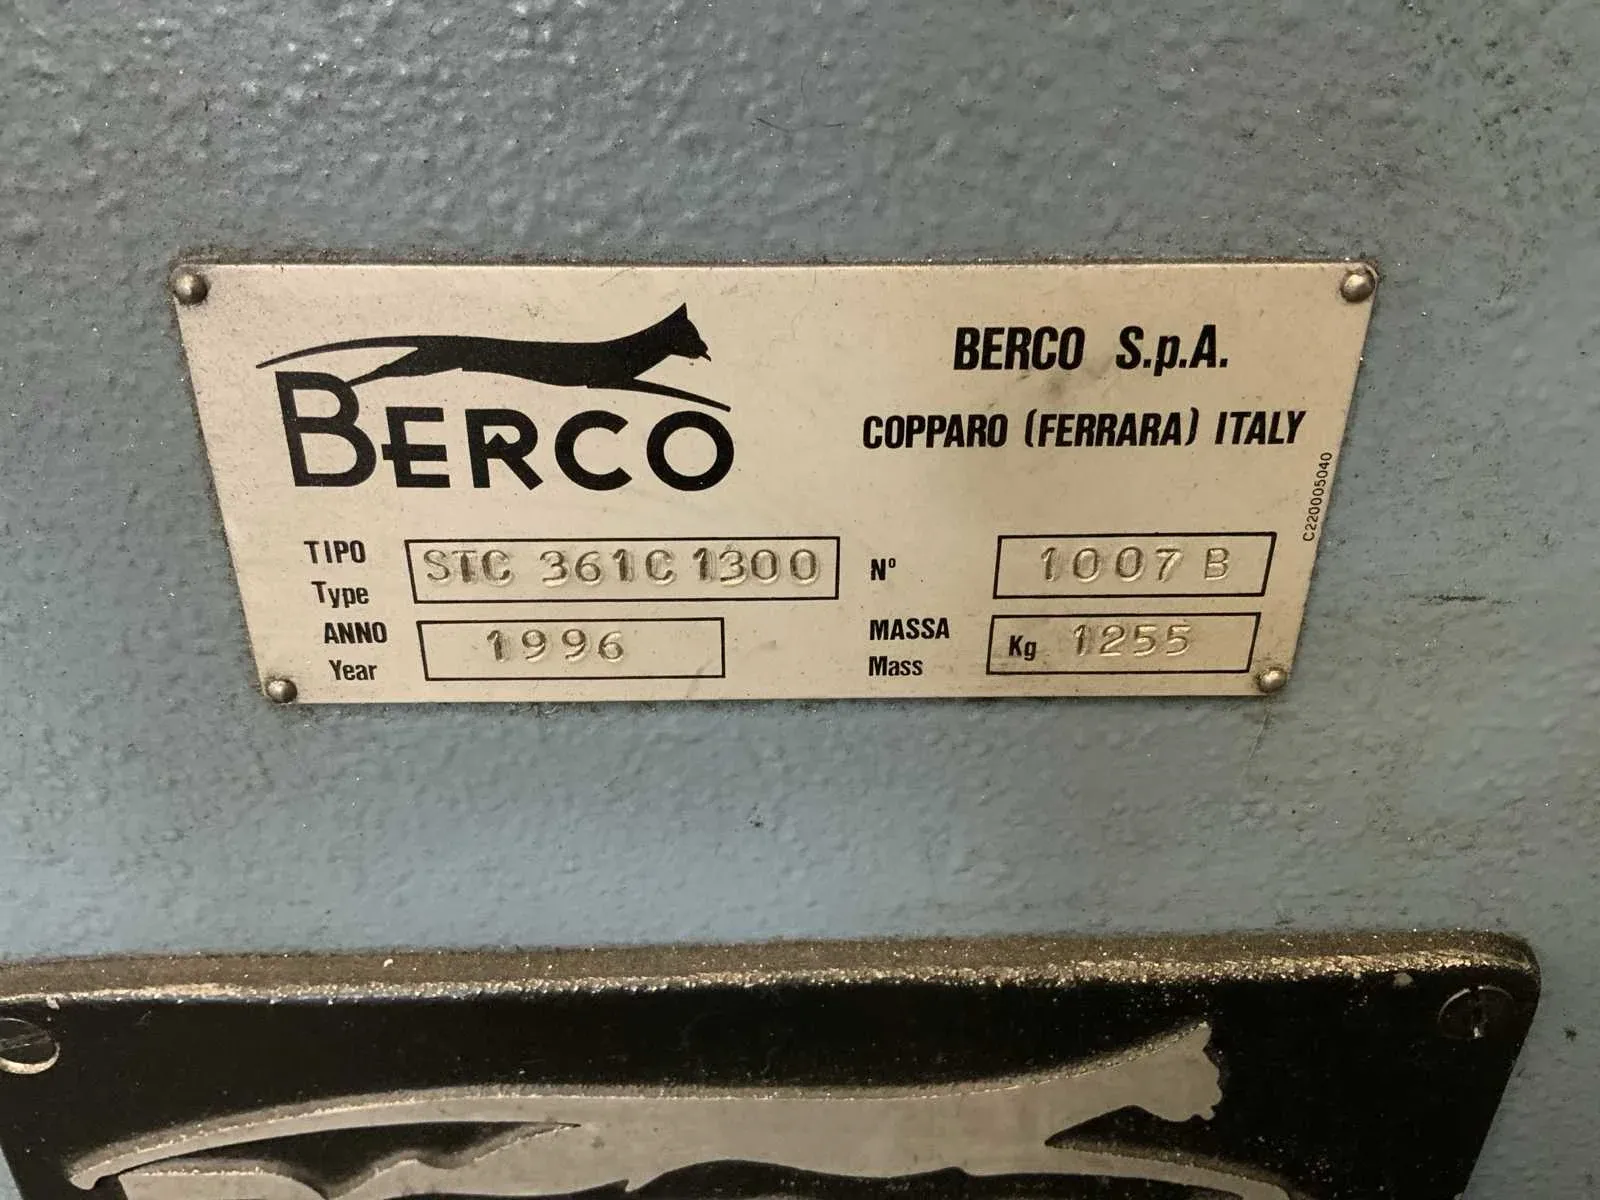 BERCO
BERCO S.p.A.
COPPARO (FERRARA) ITALY
C220005040
TIPO
Type
STC 361C 1300
N°
1007 B
ANNO
Year
1996
MASSA
Mass
Kg 1255